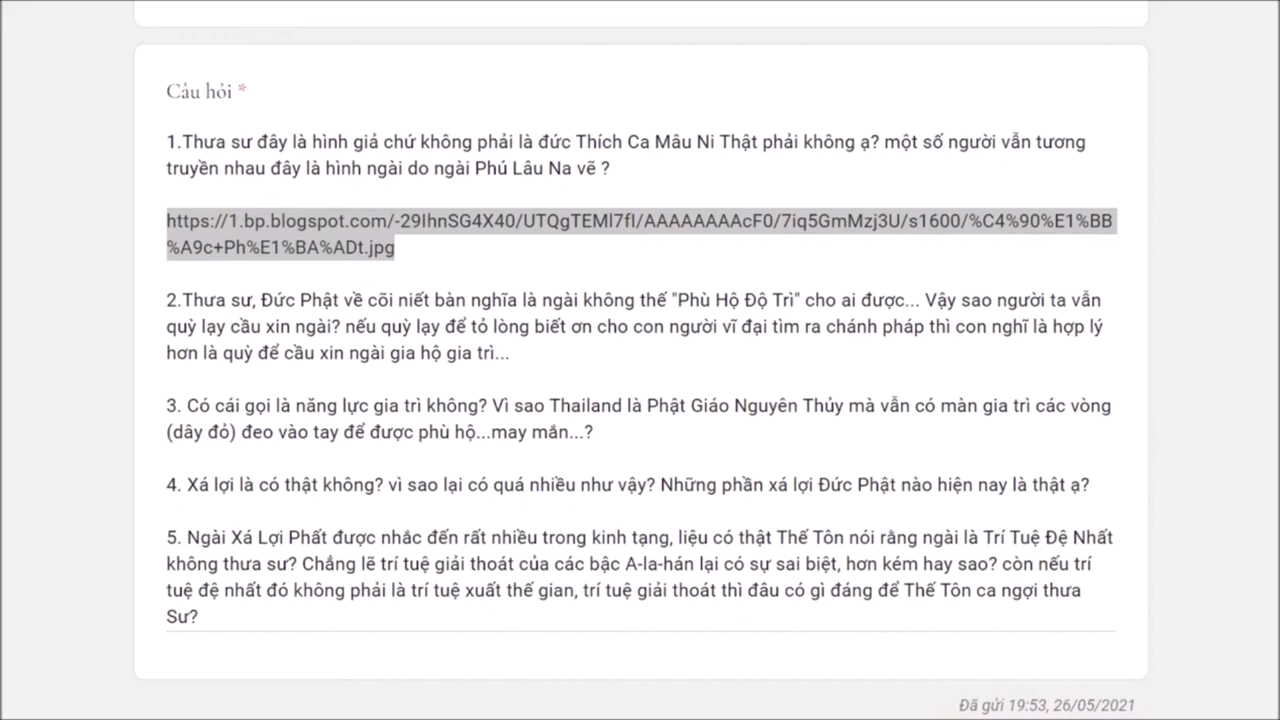 Câu hỏi *
1.Thưa sư đây là hình giả chứ không phải là đức Thích Ca Mâu Ni Thật phải không ạ? một số người vẫn tương
truyền nhau đây là hình ngài do ngài Phú Lâu Na vẽ ?
https://1.bp.blogspot.com/-29IhnSG4X40/UTQgTEMl7fI/AAAAAAAAcF0/7iq5GmMzj3U/s1600/%C4%90%E1%BB
%A9c+Ph%E1%BA%ADt.jpg
2.Thưa sư, Đức Phật về cõi niết bàn nghĩa là ngài không thế "Phù Hộ Độ Trì" cho ai được... Vậy sao người ta vẫn
quỳ lạy cầu xin ngài? nếu quỳ lạy để tỏ lòng biết ơn cho con người vĩ đại tìm ra chánh pháp thì con nghĩ là hợp lý
hơn là quỳ để cầu xin ngài gia hộ gia trì...
3. Có cái gọi là năng lực gia trì không? Vì sao Thailand là Phật Giáo Nguyên Thủy mà vẫn có màn gia trì các vòng
(dây đỏ) đeo vào tay để được phù hộ...may mắn...?
4. Xá lợi là có thật không? vì sao lại có quá nhiều như vậy? Những phần xá lợi Đức Phật nào hiện nay là thật ạ?
5. Ngài Xá Lợi Phất được nhắc đến rất nhiều trong kinh tạng, liệu có thật Thế Tôn nói rằng ngài là Trí Tuệ Đệ Nhất
không thưa sư? Chẳng lẽ trí tuệ giải thoát của các bậc A-la-hán lại có sự sai biệt, hơn kém hay sao? còn nếu trí
tuệ đệ nhất đó không phải là trí tuệ xuất thế gian, trí tuệ giải thoát thì đâu có gì đáng để Thế Tôn ca ngợi thưa
Sư?
Đã gửi 19:53, 26/05/2021